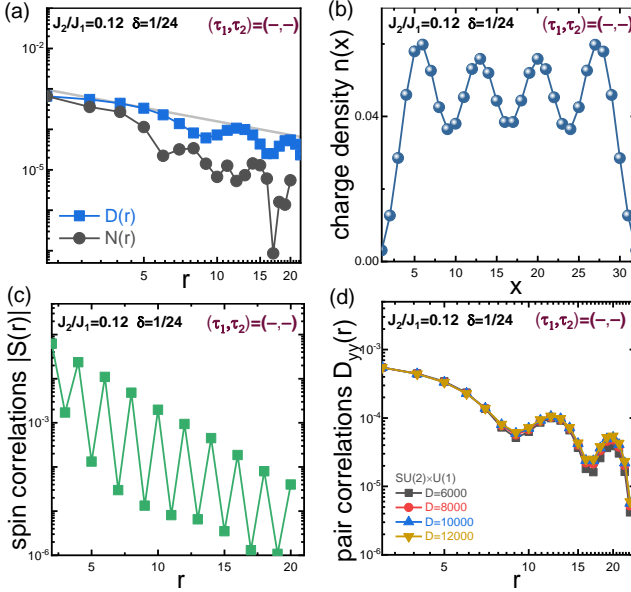 (a)
J₂/J₁=0.12 δ=1/24 (τ₁,τ₂)=(−,−)
10⁻²
10⁻⁵
D(r)
N(r)
5 10 15 20
r
(b)
J₂/J₁=0.12 δ=1/24 (τ₁,τ₂)=(−,−)
charge density n(x)
0.04
0.00
5 10 15 20 25 30
x
(c)
J₂/J₁=0.12 δ=1/24 (τ₁,τ₂)=(−,−)
spin correlations |S(r)|
10⁻³
10⁻⁶
5 10 15 20
r
(d)
J₂/J₁=0.12 δ=1/24 (τ₁,τ₂)=(−,−)
pair correlations Dyy(r)
10⁻³
10⁻⁴
10⁻⁵
10⁻⁶
SU(2)×U(1)
D=6000
D=8000
D=10000
D=12000
5 10 15 20
r